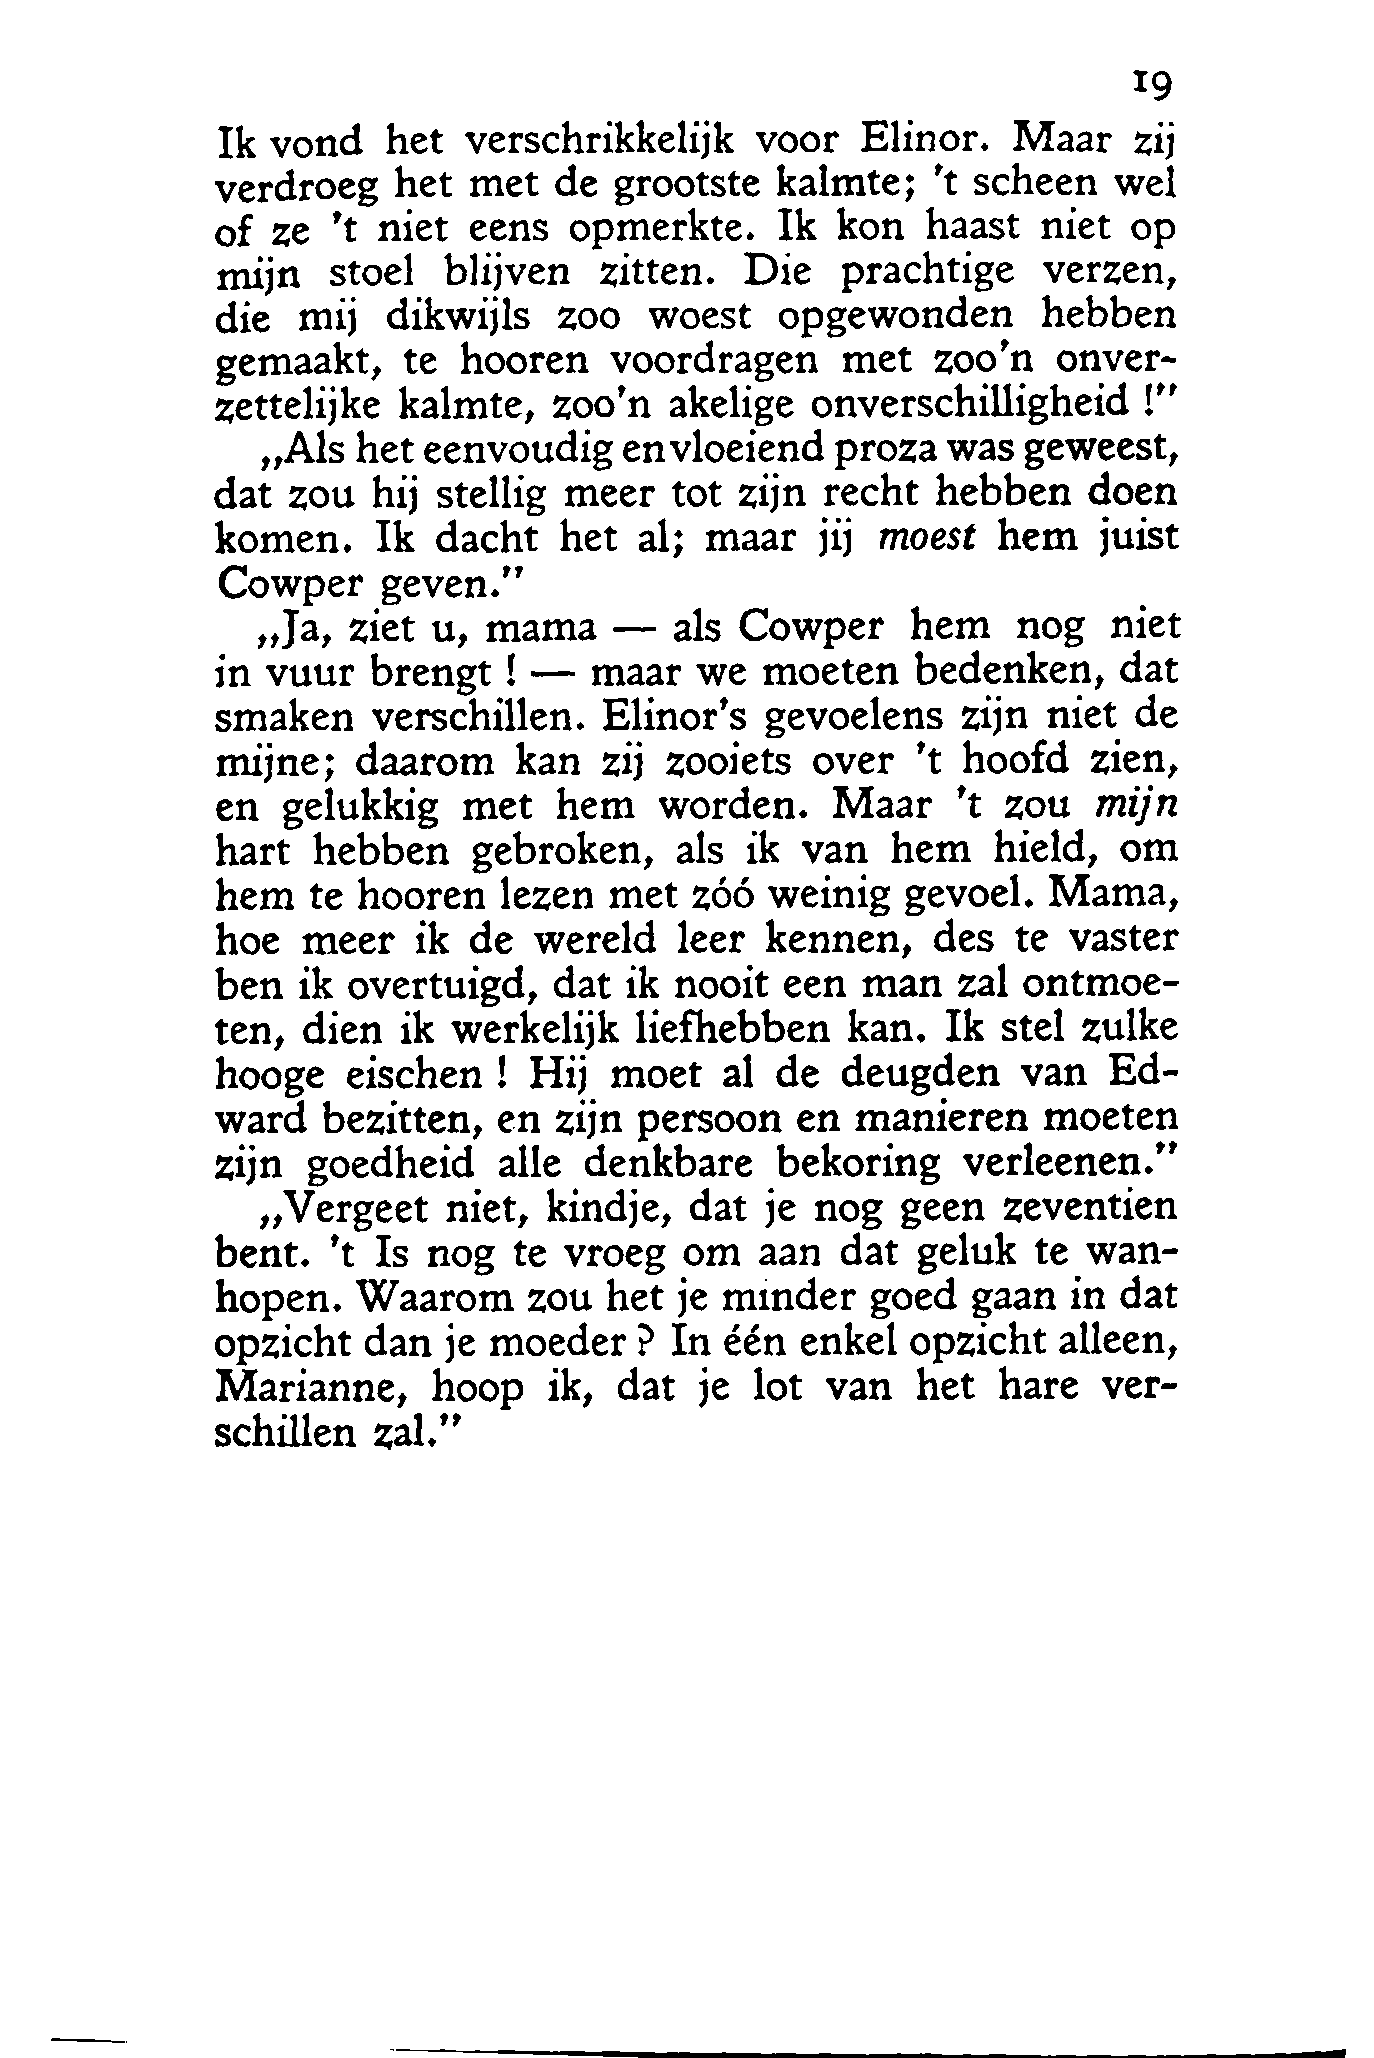 19
Ik vond het verschrikkelijk voor Elinor. Maar zij
verdroeg het met de grootste kalmte; 't scheen wel
of ze 't niet eens opmerkte. Ik kon haast niet op
mijn stoel blijven zitten. Die prachtige verzen,
die mij dikwijls zoo woest opgewonden hebben
gemaakt, te hooren voordragen met zoo'n onver-
zettelijke kalmte, zoo'n akelige onverschilligheid !"
„Als het eenvoudig en vloeiend proza was geweest,
dat zou hij stellig meer tot zijn recht hebben doen
komen. Ik dacht het al; maar jij moest hem juist
Cowper geven."
„Ja, ziet u, mama — als Cowper hem nog niet
in vuur brengt ! — maar we moeten bedenken, dat
smaken verschillen. Elinor's gevoelens zijn niet de
mijne; daarom kan zij zooiets over 't hoofd zien,
en gelukkig met hem worden. Maar 't zou mijn
hart hebben gebroken, als ik van hem hield, om
hem te hooren lezen met zóó weinig gevoel. Mama,
hoe meer ik de wereld leer kennen, des te vaster
ben ik overtuigd, dat ik nooit een man zal ontmoe-
ten, dien ik werkelijk liefhebben kan. Ik stel zulke
hooge eischen ! Hij moet al de deugden van Ed-
ward bezitten, en zijn persoon en manieren moeten
zijn goedheid alle denkbare bekoring verleenen."
„Vergeet niet, kindje, dat je nog geen zeventien
bent. 't Is nog te vroeg om aan dat geluk te wan-
hopen. Waarom zou het je minder goed gaan in dat
opzicht dan je moeder ? In één enkel opzicht alleen,
Marianne, hoop ik, dat je lot van het hare ver-
schillen zal."